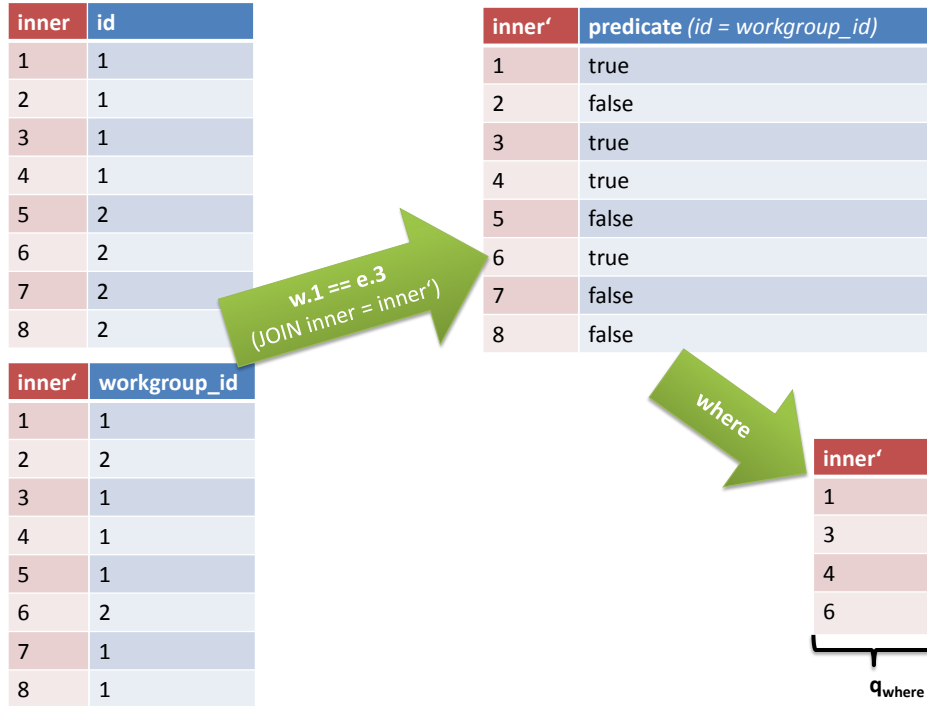 inner id
1 1
2 1
3 1
4 1
5 2
6 2
7 2
8 2
inner‘ workgroup_id
1 1
2 2
3 1
4 1
5 1
6 2
7 1
8 1
w.1 == e.3
(JOIN inner = inner‘)
inner‘ predicate (id = workgroup_id)
1 true
2 false
3 true
4 true
5 false
6 true
7 false
8 false
where
inner‘
1
3
4
6
qwhere